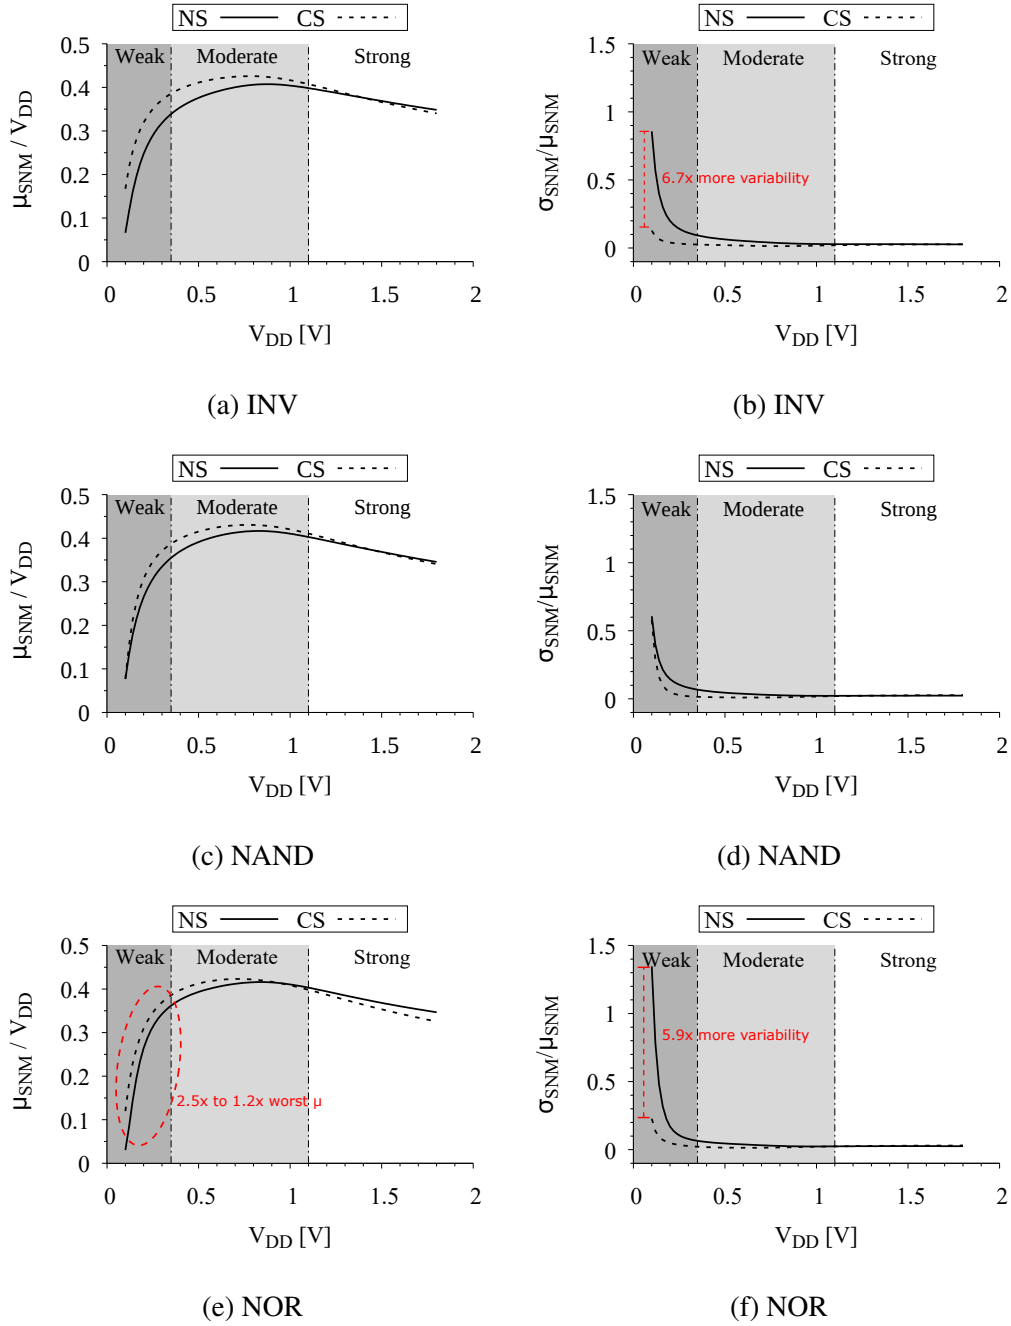 NS CS
0.5
0.4
0.3
0.2
0.1
0
Weak Moderate Strong
0 0.5 1 1.5 2
μSNM / VDD
VDD [V]
(a) INV
NS CS
1.5
1
0.5
0
Weak Moderate Strong
6.7x more variability
0 0.5 1 1.5 2
σSNM/μSNM
VDD [V]
(b) INV
NS CS
0.5
0.4
0.3
0.2
0.1
0
Weak Moderate Strong
0 0.5 1 1.5 2
μSNM / VDD
VDD [V]
(c) NAND
NS CS
1.5
1
0.5
0
Weak Moderate Strong
0 0.5 1 1.5 2
σSNM/μSNM
VDD [V]
(d) NAND
NS CS
0.5
0.4
0.3
0.2
0.1
0
Weak Moderate Strong
2.5x to 1.2x worst μ
0 0.5 1 1.5 2
μSNM / VDD
VDD [V]
(e) NOR
NS CS
1.5
1
0.5
0
Weak Moderate Strong
5.9x more variability
0 0.5 1 1.5 2
σSNM/μSNM
VDD [V]
(f) NOR